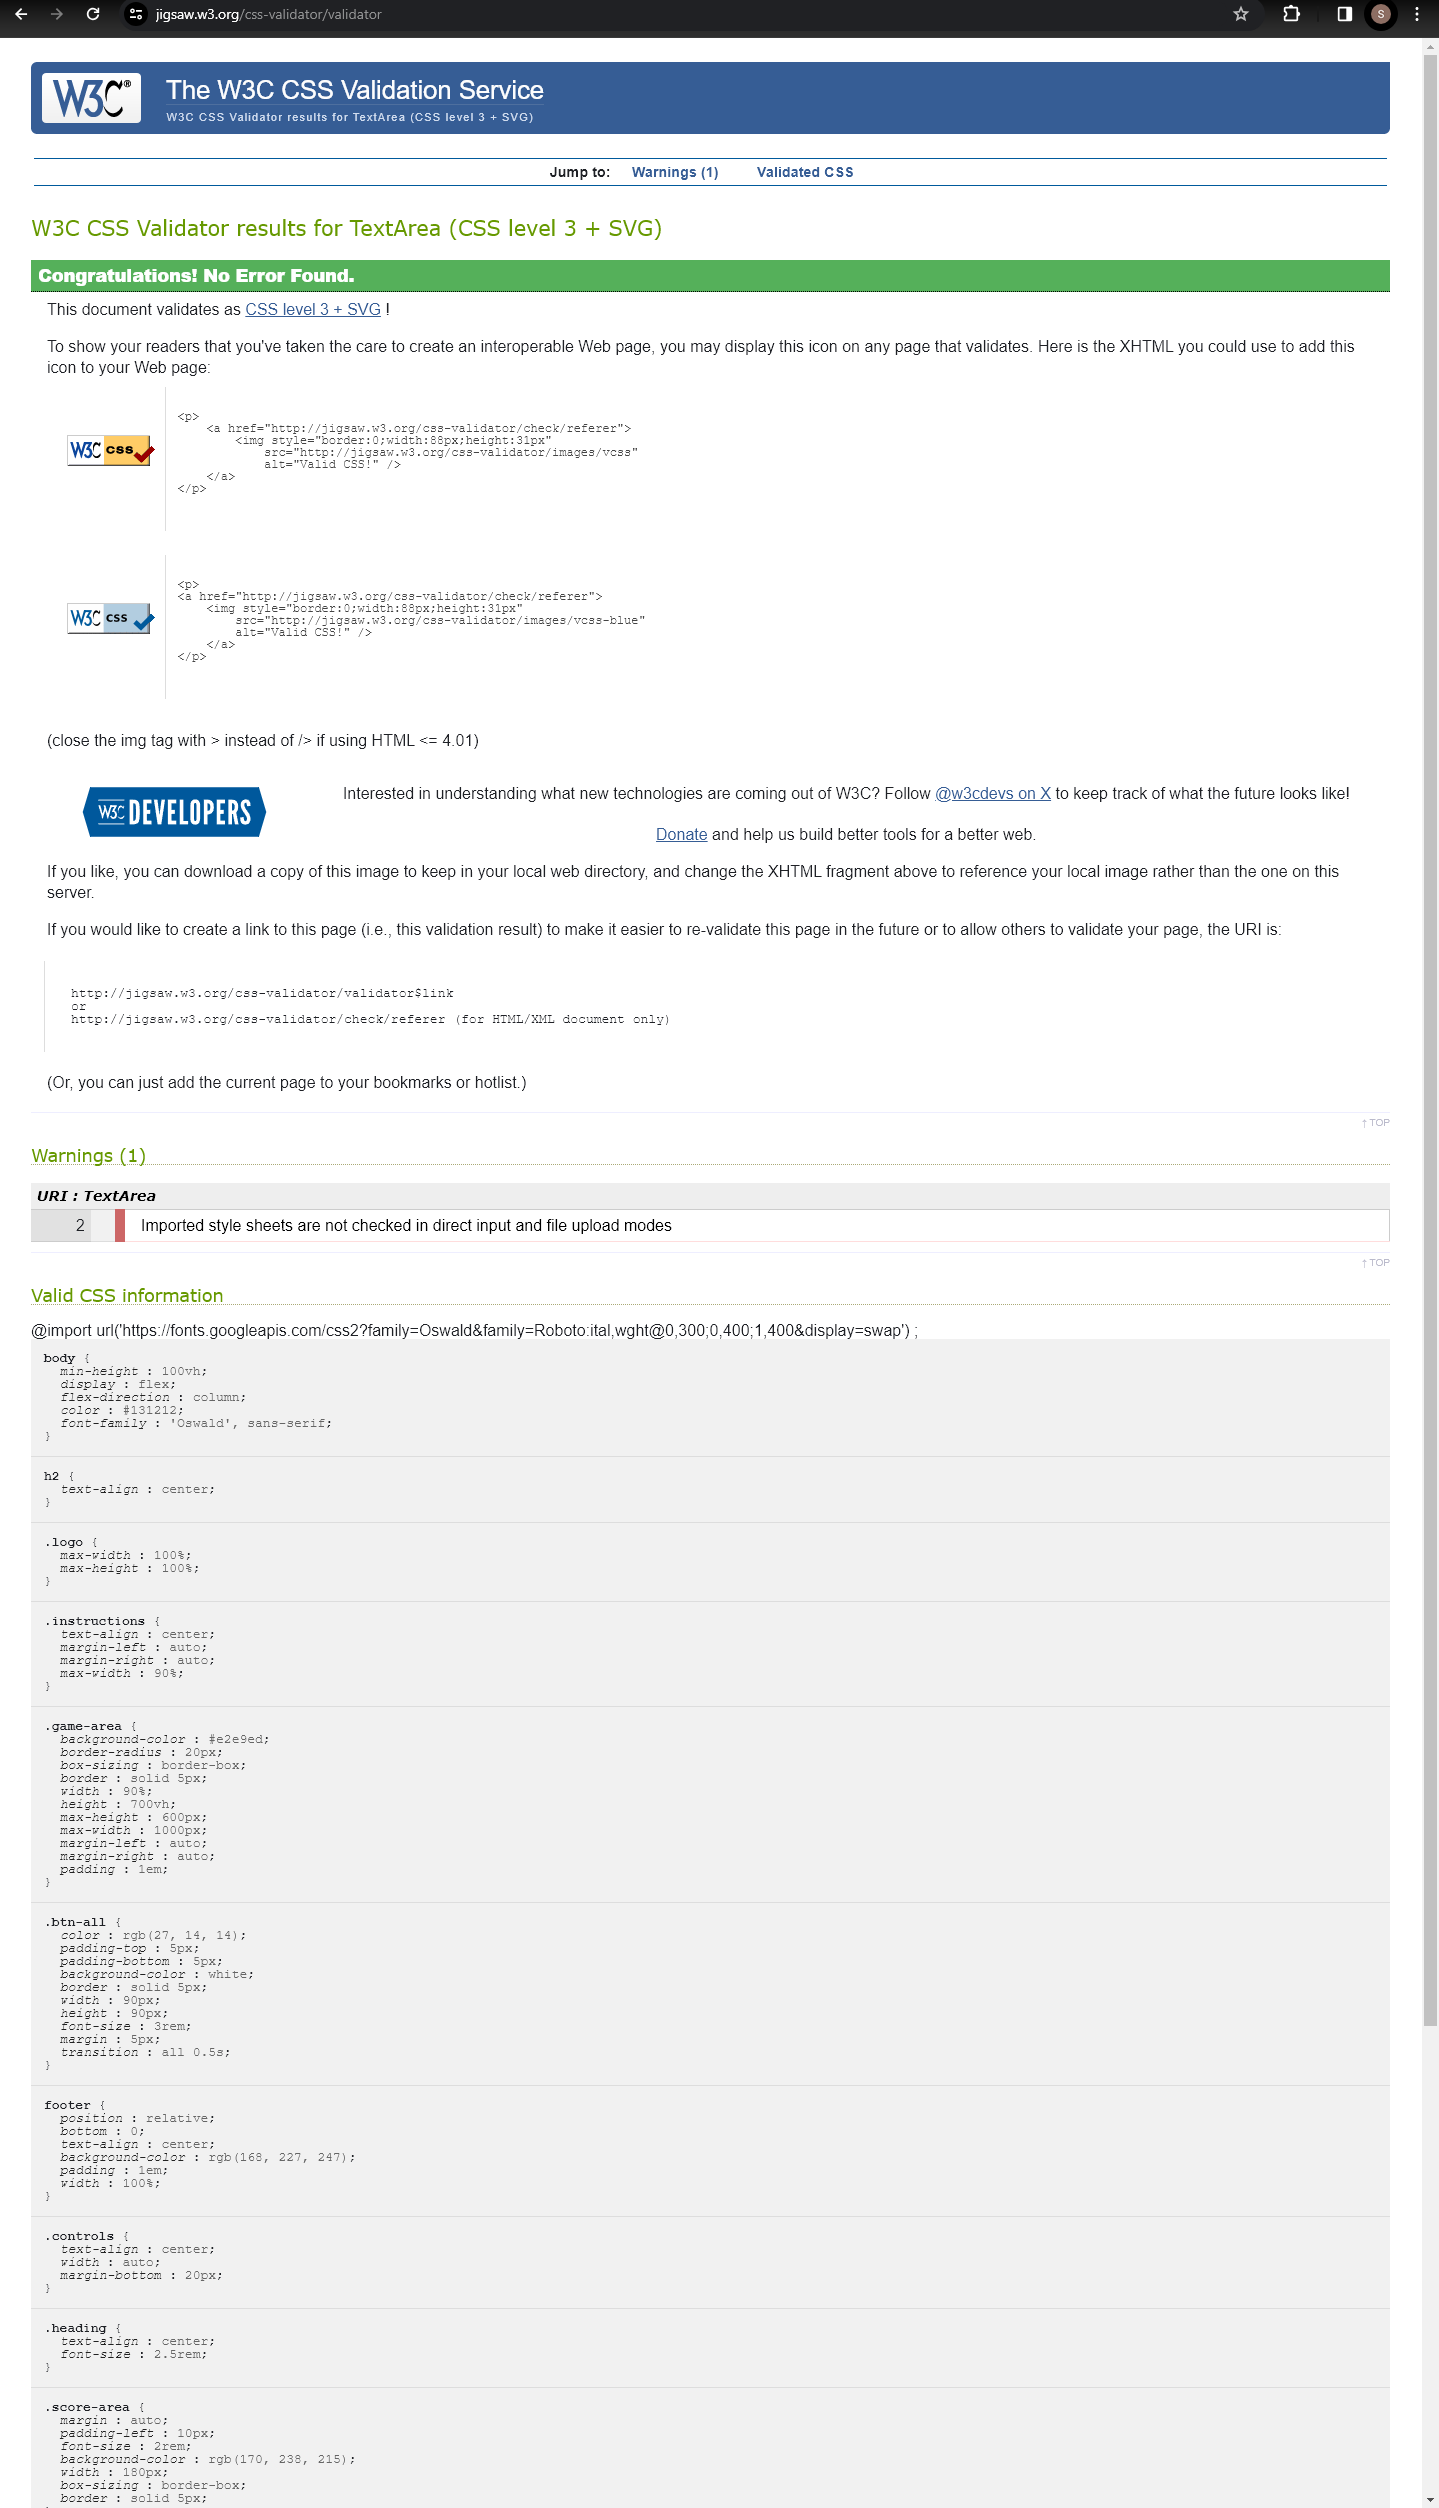 jigsaw.w3.org/css-validator/validator
S
W3C®
The W3C CSS Validation Service
W3C CSS Validator results for TextArea (CSS level 3 + SVG)
Jump to: Warnings (1) Validated CSS
W3C CSS Validator results for TextArea (CSS level 3 + SVG)
Congratulations! No Error Found.
This document validates as CSS level 3 + SVG !
To show your readers that you've taken the care to create an interoperable Web page, you may display this icon on any page that validates. Here is the XHTML you could use to add this
icon to your Web page:
W3C css
<p>
<a href="http://jigsaw.w3.org/css-validator/check/referer">
<img style="border:0;width:88px;height:31px"
src="http://jigsaw.w3.org/css-validator/images/vcss"
alt="Valid CSS!" />
</a>
</p>
W3C css
<p>
<a href="http://jigsaw.w3.org/css-validator/check/referer">
<img style="border:0;width:88px;height:31px"
src="http://jigsaw.w3.org/css-validator/images/vcss-blue"
alt="Valid CSS!" />
</a>
</p>
(close the img tag with > instead of /> if using HTML <= 4.01)
W3C DEVELOPERS
Interested in understanding what new technologies are coming out of W3C? Follow @w3cdevs on X to keep track of what the future looks like!
Donate and help us build better tools for a better web.
If you like, you can download a copy of this image to keep in your local web directory, and change the XHTML fragment above to reference your local image rather than the one on this
server.
If you would like to create a link to this page (i.e., this validation result) to make it easier to re-validate this page in the future or to allow others to validate your page, the URI is:
http://jigsaw.w3.org/css-validator/validator$link
or
http://jigsaw.w3.org/css-validator/check/referer (for HTML/XML document only)
(Or, you can just add the current page to your bookmarks or hotlist.)
↑ TOP
Warnings (1)
URI : TextArea
2 Imported style sheets are not checked in direct input and file upload modes
↑ TOP
Valid CSS information
@import url('https://fonts.googleapis.com/css2?family=Oswald&family=Roboto:ital,wght@0,300;0,400;1,400&display=swap') ;
body {
min-height : 100vh;
display : flex;
flex-direction : column;
color : #131212;
font-family : 'Oswald', sans-serif;
}
h2 {
text-align : center;
}
.logo {
max-width : 100%;
max-height : 100%;
}
.instructions {
text-align : center;
margin-left : auto;
margin-right : auto;
max-width : 90%;
}
.game-area {
background-color : #e2e9ed;
border-radius : 20px;
box-sizing : border-box;
border : solid 5px;
width : 90%;
height : 700vh;
max-height : 600px;
max-width : 1000px;
margin-left : auto;
margin-right : auto;
padding : 1em;
}
.btn-all {
color : rgb(27, 14, 14);
padding-top : 5px;
padding-bottom : 5px;
background-color : white;
border : solid 5px;
width : 90px;
height : 90px;
font-size : 3rem;
margin : 5px;
transition : all 0.5s;
}
footer {
position : relative;
bottom : 0;
text-align : center;
background-color : rgb(168, 227, 247);
padding : 1em;
width : 100%;
}
.controls {
text-align : center;
width : auto;
margin-bottom : 20px;
}
.heading {
text-align : center;
font-size : 2.5rem;
}
.score-area {
margin : auto;
padding-left : 10px;
font-size : 2rem;
background-color : rgb(170, 238, 215);
width : 180px;
box-sizing : border-box;
border : solid 5px;